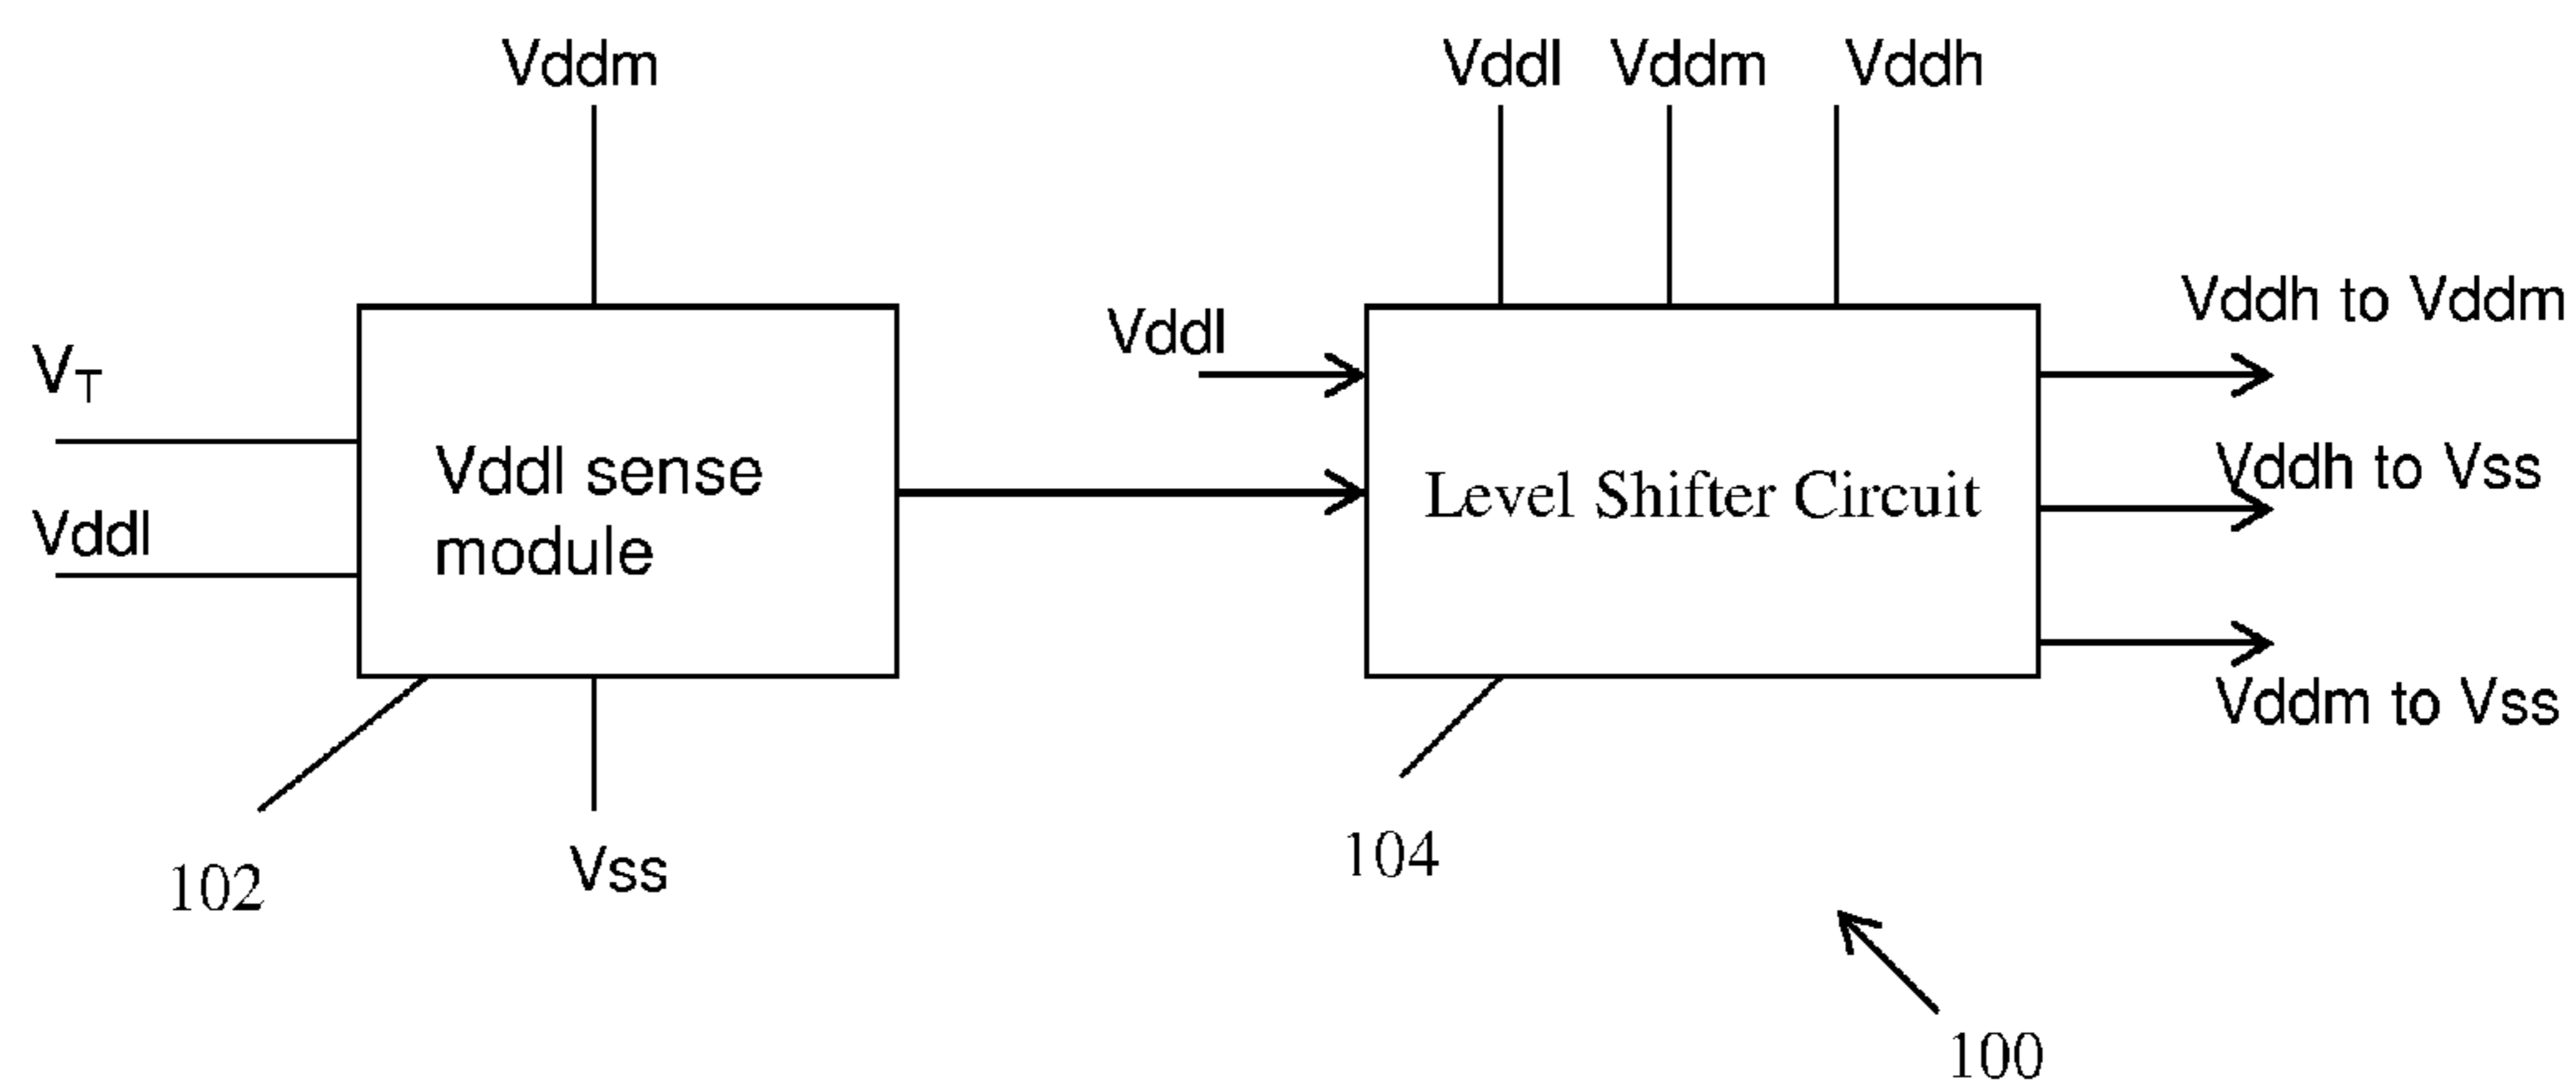 Vddm
Vddl Vddm Vddh
VT
Vddl
Vddl sense
module
Vss
102
Vddl
Level Shifter Circuit
104
Vddh to Vddm
Vddh to Vss
Vddm to Vss
100